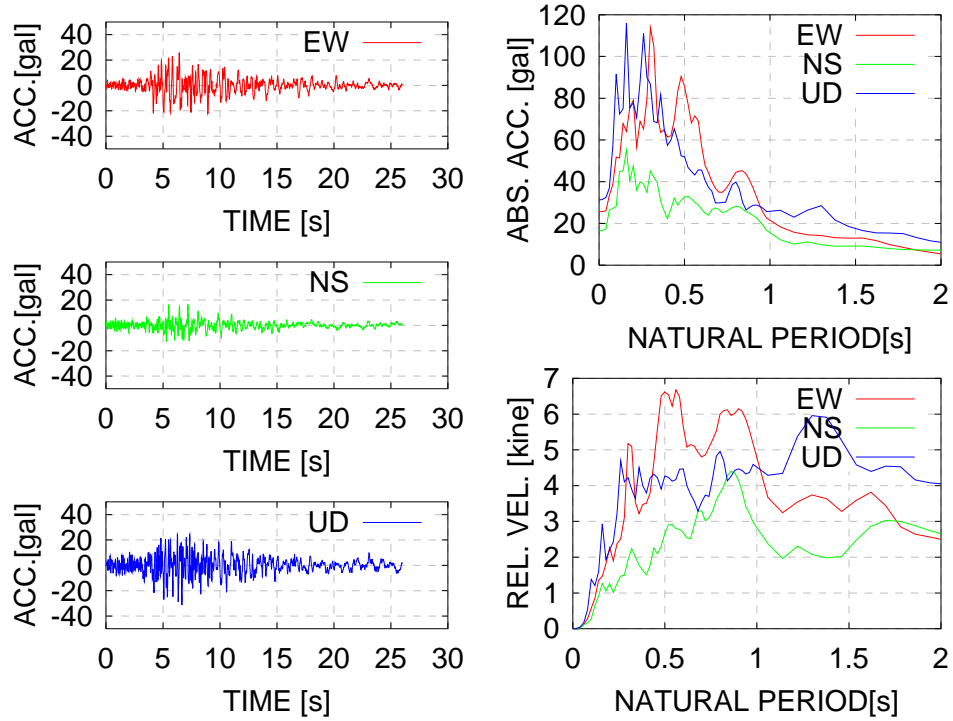 ACC.[gal]
40
20
0
-20
-40
EW
0 5 10 15 20 25 30
TIME [s]
ACC.[gal]
40
20
0
-20
-40
NS
0 5 10 15 20 25 30
TIME [s]
ACC.[gal]
40
20
0
-20
-40
UD
0 5 10 15 20 25 30
TIME [s]
ABS. ACC. [gal]
120
100
80
60
40
20
0
EW
NS
UD
0 0.5 1 1.5 2
NATURAL PERIOD[s]
REL. VEL. [kine]
7
6
5
4
3
2
1
0
EW
NS
UD
0 0.5 1 1.5 2
NATURAL PERIOD[s]